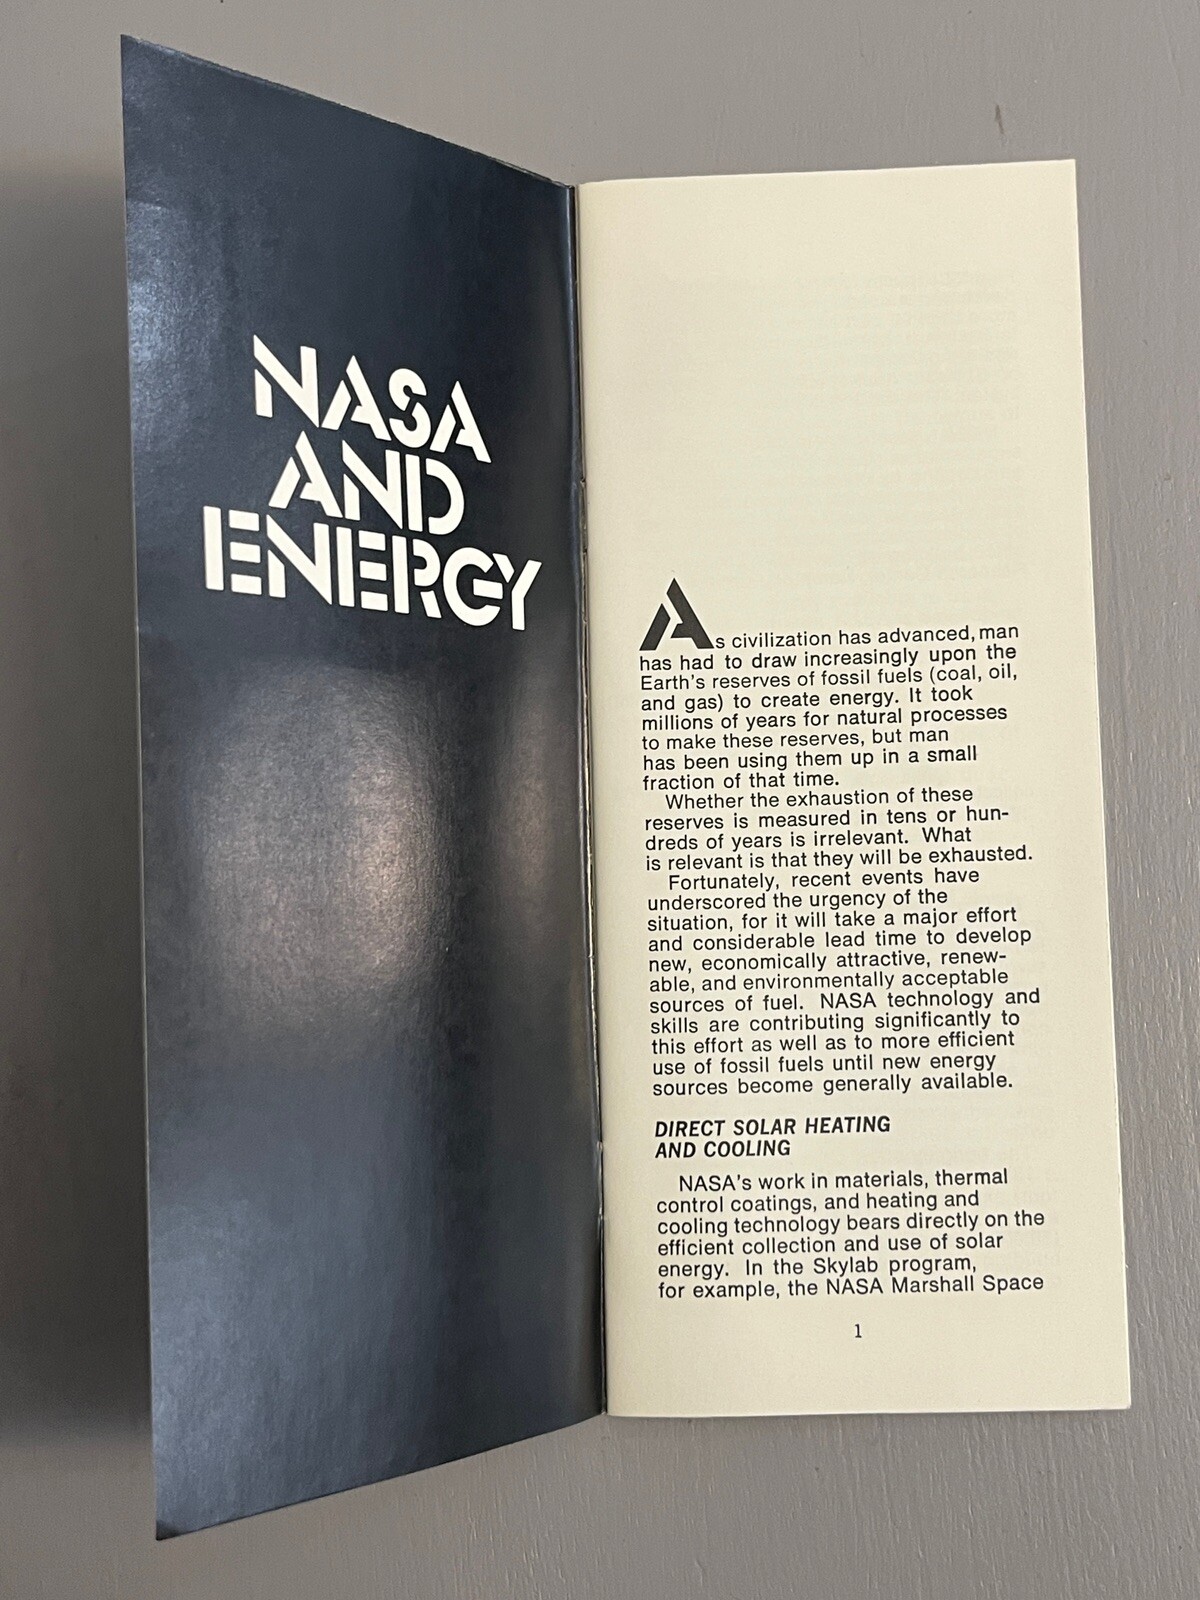 NASA
AND
ENERGY
As civilization has advanced, man
has had to draw increasingly upon the
Earth's reserves of fossil fuels (coal, oil,
and gas) to create energy. It took
millions of years for natural processes
to make these reserves, but man
has been using them up in a small
fraction of that time.
Whether the exhaustion of these
reserves is measured in tens or hun-
dreds of years is irrelevant. What
is relevant is that they will be exhausted.
Fortunately, recent events have
underscored the urgency of the
situation, for it will take a major effort
and considerable lead time to develop
new, economically attractive, renew-
able, and environmentally acceptable
sources of fuel. NASA technology and
skills are contributing significantly to
this effort as well as to more efficient
use of fossil fuels until new energy
sources become generally available.
DIRECT SOLAR HEATING
AND COOLING
NASA's work in materials, thermal
control coatings, and heating and
cooling technology bears directly on the
efficient collection and use of solar
energy. In the Skylab program,
for example, the NASA Marshall Space
1